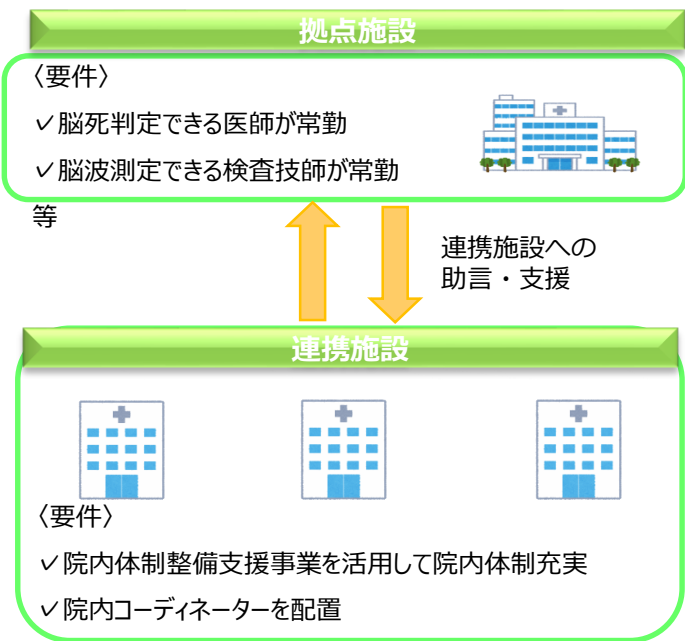 拠点施設
〈要件〉
✓脳死判定できる医師が常勤
✓脳波測定できる検査技師が常勤
等
連携施設への
助言・支援
連携施設
〈要件〉
✓院内体制整備支援事業を活用して院内体制充実
✓院内コーディネーターを配置